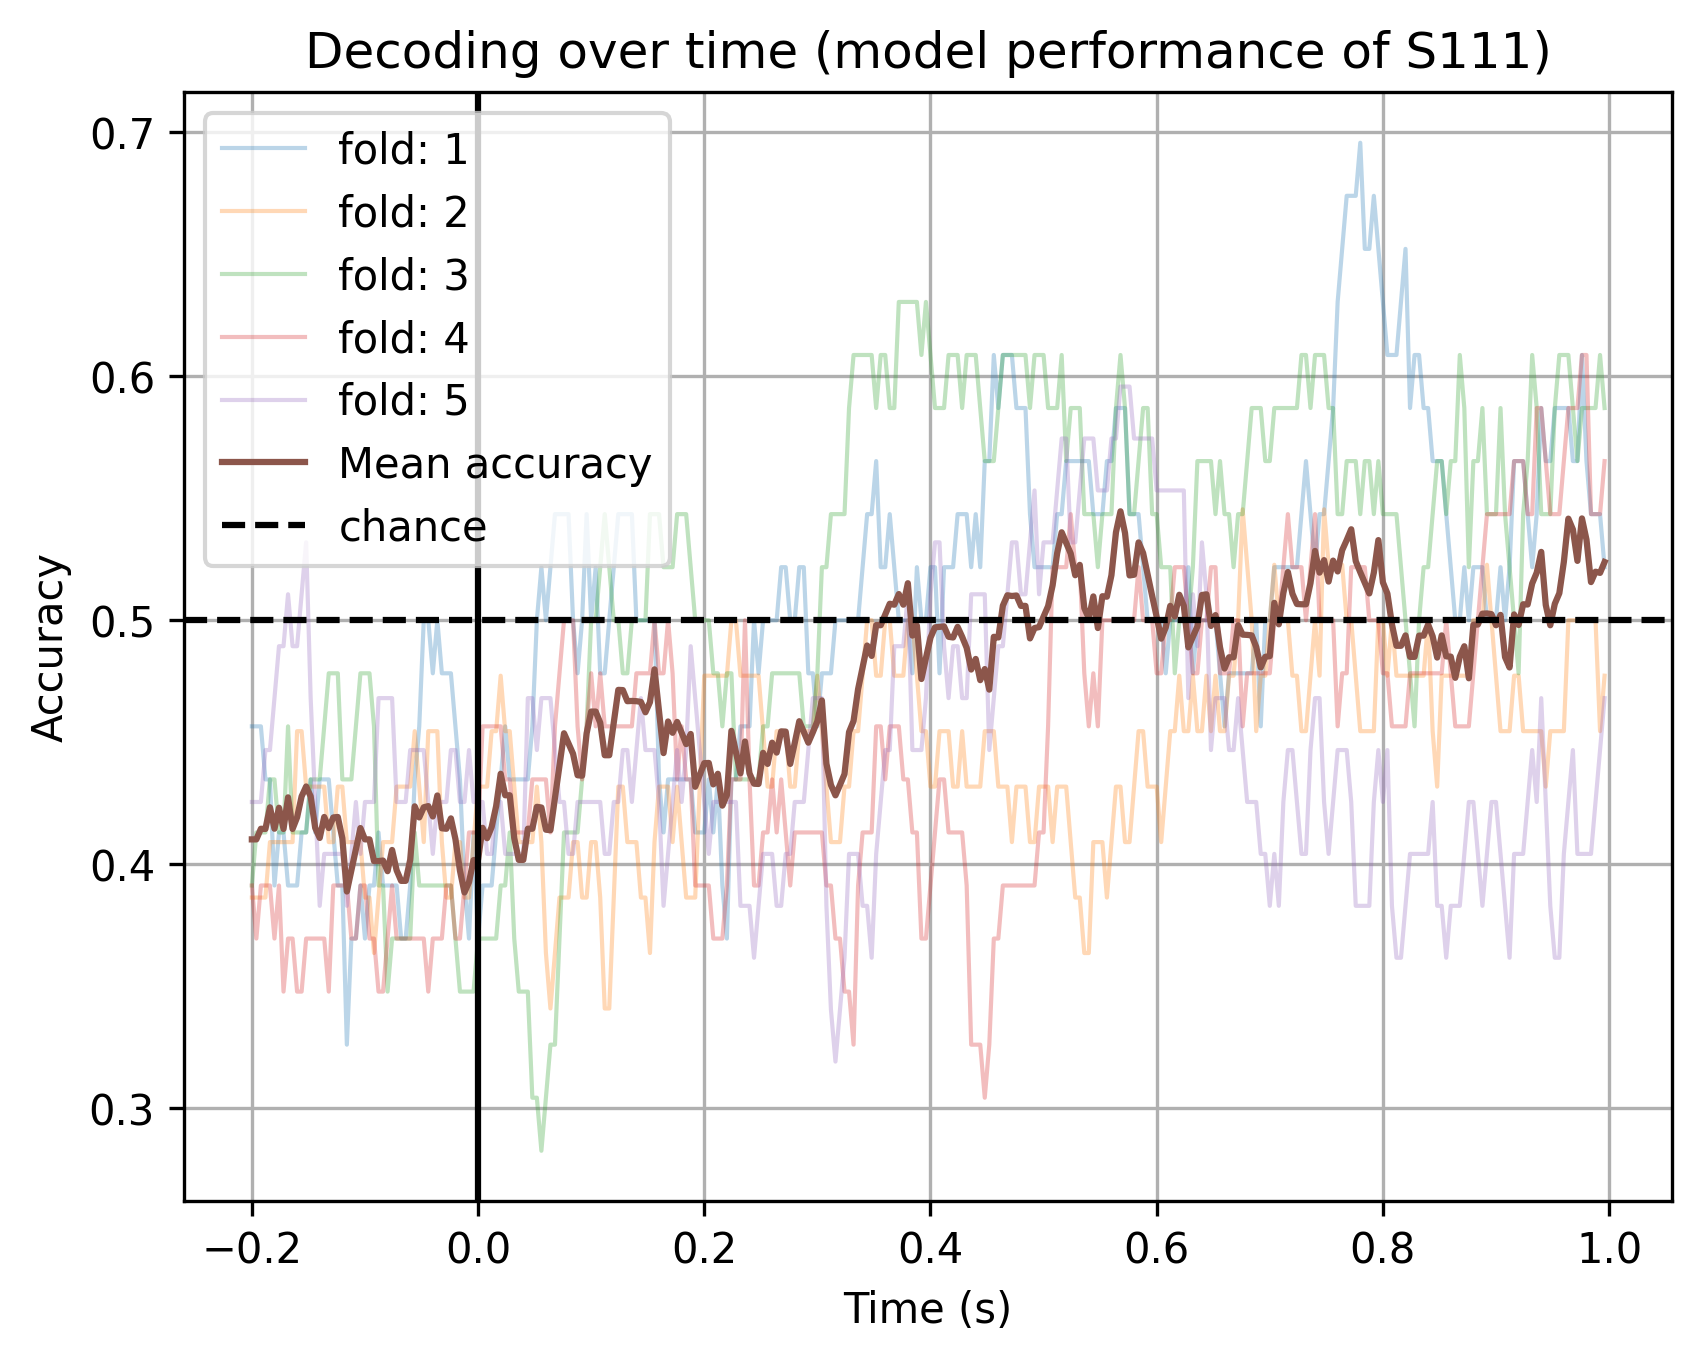 Decoding over time (model performance of S111)
fold: 1
fold: 2
fold: 3
fold: 4
fold: 5
Mean accuracy
chance
Accuracy
0.7
0.6
0.5
0.4
0.3
−0.2 0.0 0.2 0.4 0.6 0.8 1.0
Time (s)